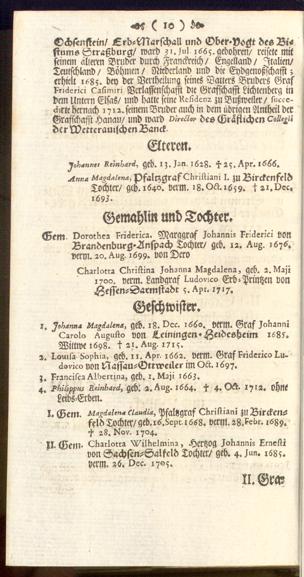 ( 10 )
Ochsenstein/ Erb-Marschall und Ober-Vogt des Bis-
stums Straßburg/ ward 31. Jul. 1665. gebohren/ reisete mit
seinem älteren Bruder durch Franckreich/ Engelland/ Italien/
Teutschland/ Böhmen/ Niederland und die Eydgenoßschafft:
erhielt 1685. bey der Vertheilung seines Vatters Bruders Graf
Friderici Casimiri Verlassenschafft die Grafschafft Lichtenberg in
dem Untern Elsas/ und hatte seine Residenz zu Buxweiler/ succe-
dirte hernach 1712. seinem Bruder auch in dem übrigen Antheil der
Grafschafft Hanau/ und ward Director des Gräflichen Collegii
der Wetterauischen Banck.
Elteren.
Johannes Reinhard, geb. 13. Jan. 1628. † 25. Apr. 1666.
Anna Magdalena, Pfaltzgraf Christiani I. zu Birckenfeld
Tochter/ geb. 1640. verm. 18. Oct. 1659. † 21. Dec.
1693.
Gemahlin und Tochter.
Gem. Dorothea Friderica, Marggraf Johannis Friderici von
Brandenburg-Anspach Tochter/ geb. 12. Aug. 1676.
verm. 20. Aug. 1699. von Dero
Charlotta Christina Johanna Magdalena, geb. 2. Maji
1700. verm. Landgraf Ludovico Erb-Printzen von
Hessen-Darmstadt 5. Apr. 1717.
Geschwister.
1. Johanna Magdalena, geb. 18. Dec. 1660. verm. Graf Johanni
Carolo Augusto von Leiningen-Heidesheim 1685.
Wittwe 1698. † 21. Aug. 1715.
2. Louisa Sophia, geb. 11. Apr. 1662. verm. Graf Friderico Lu-
dovico von Nassau-Ottweiler im Oct. 1697.
3. Francisca Albertina, geb. 1. Maji 1663.
4. Philippus Reinhard, geb. 2. Aug. 1664. † 4. Oct. 1712. ohne
Leibs-Erben.
I. Gem. Magdalena Claudia, Pfaltzgraf Christiani zu Bircken-
feld Tochter/ geb. 16. Sept. 1668. verm. 28. Febr. 1689.
† 28. Nov. 1704.
II. Gem. Charlotta Wilhelmina, Hertzog Johannis Ernesti
von Sachsen-Salfeld Tochter/ geb. 4. Jun. 1685.
verm. 26. Dec. 1705.
II. Graf